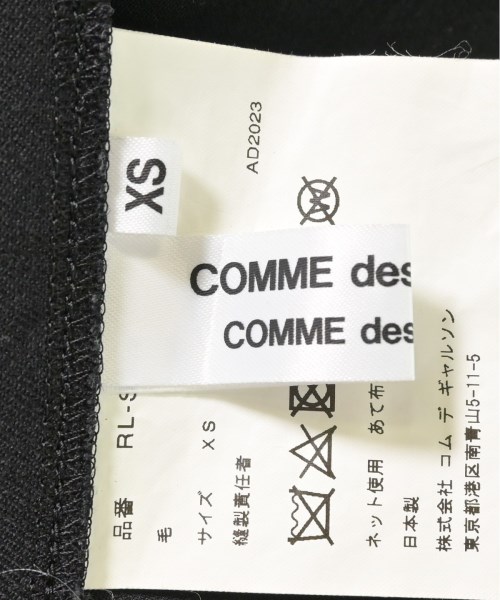 XS
COMME des
COMME des
AD2023
品番 RL-S
毛
サイズ XS
縫製責任者
ネット使用 あて布
日本製
株式会社 コム デ ギャルソン
東京都港区南青山5-11-5